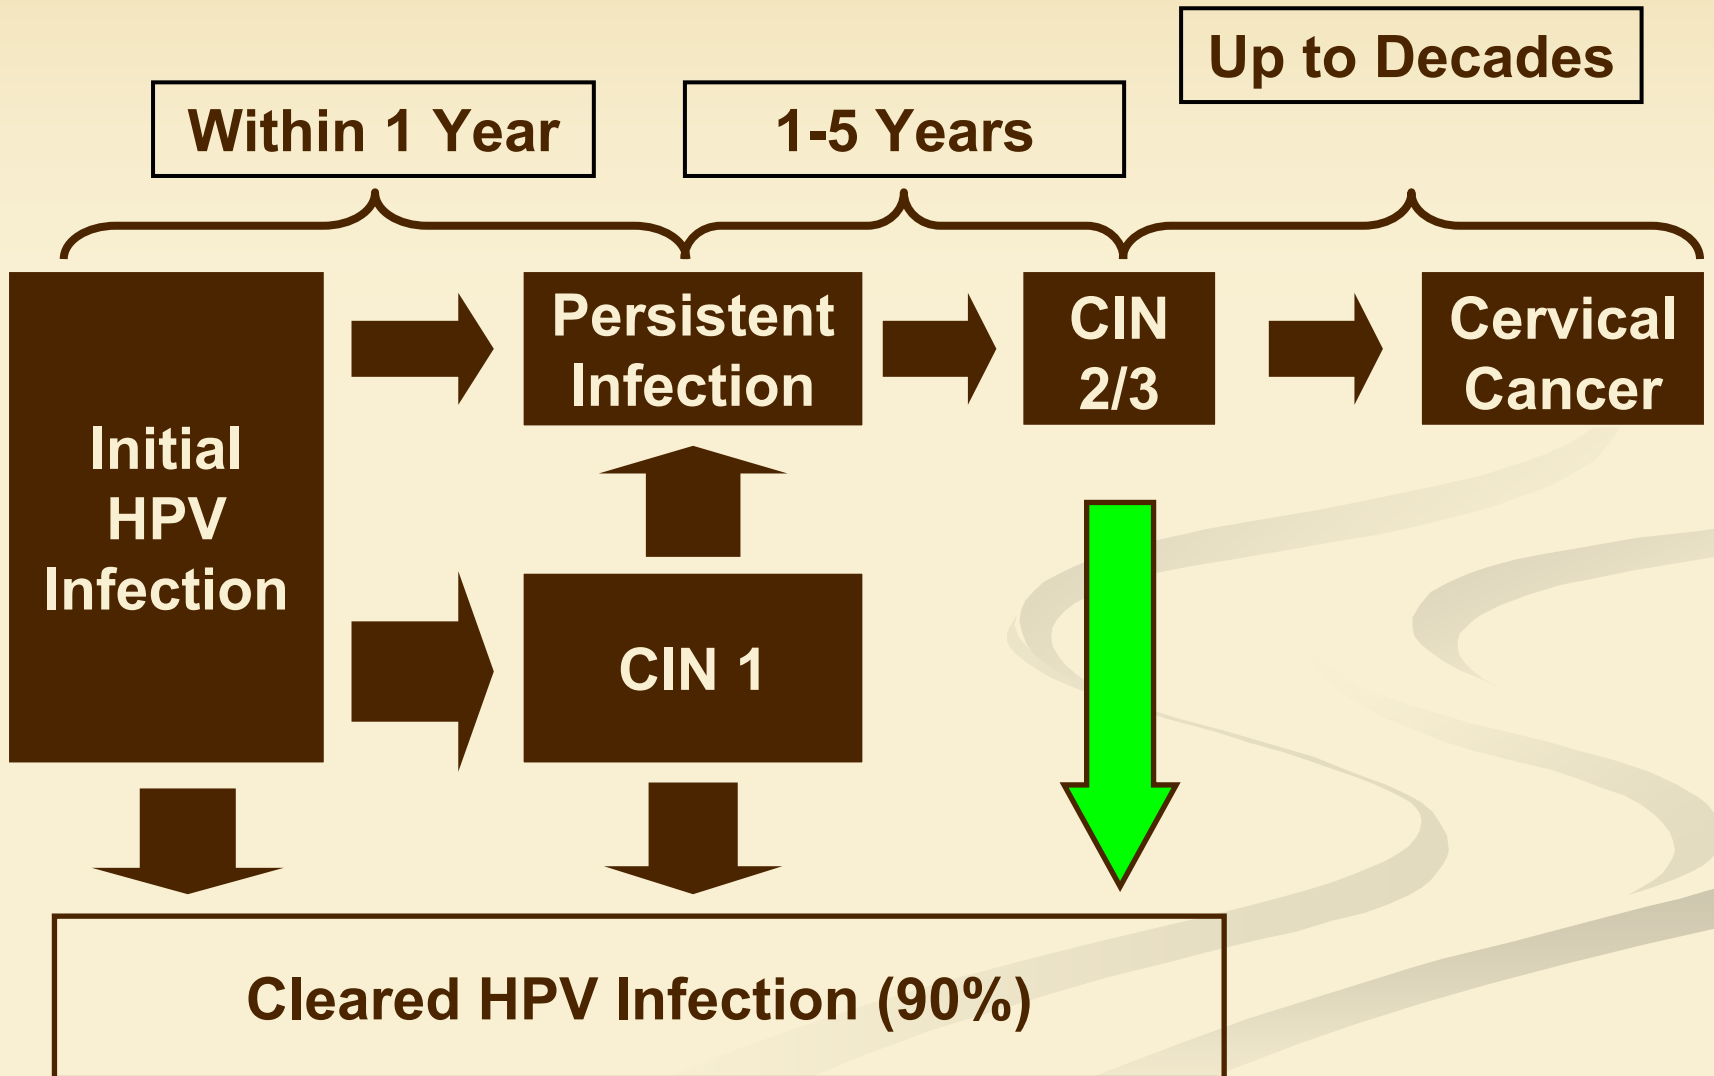 Up to Decades
Within 1 Year
1-5 Years
Initial
HPV
Infection
Persistent
Infection
CIN
2/3
Cervical
Cancer
CIN 1
Cleared HPV Infection (90%)